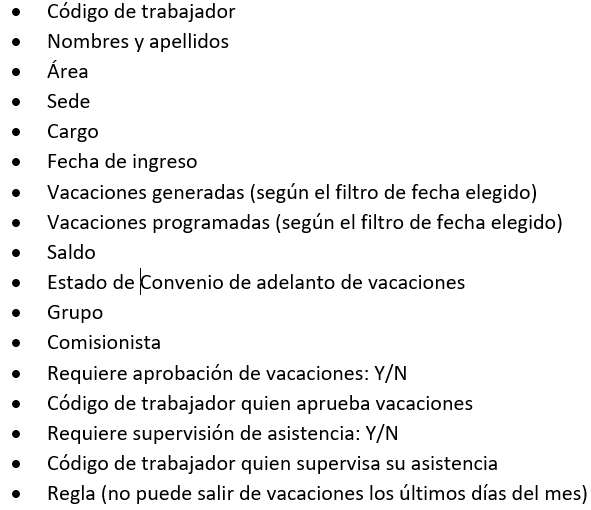 • Código de trabajador
• Nombres y apellidos
• Área
• Sede
• Cargo
• Fecha de ingreso
• Vacaciones generadas (según el filtro de fecha elegido)
• Vacaciones programadas (según el filtro de fecha elegido)
• Saldo
• Estado de Convenio de adelanto de vacaciones
• Grupo
• Comisionista
• Requiere aprobación de vacaciones: Y/N
• Código de trabajador quien aprueba vacaciones
• Requiere supervisión de asistencia: Y/N
• Código de trabajador quien supervisa su asistencia
• Regla (no puede salir de vacaciones los últimos días del mes)